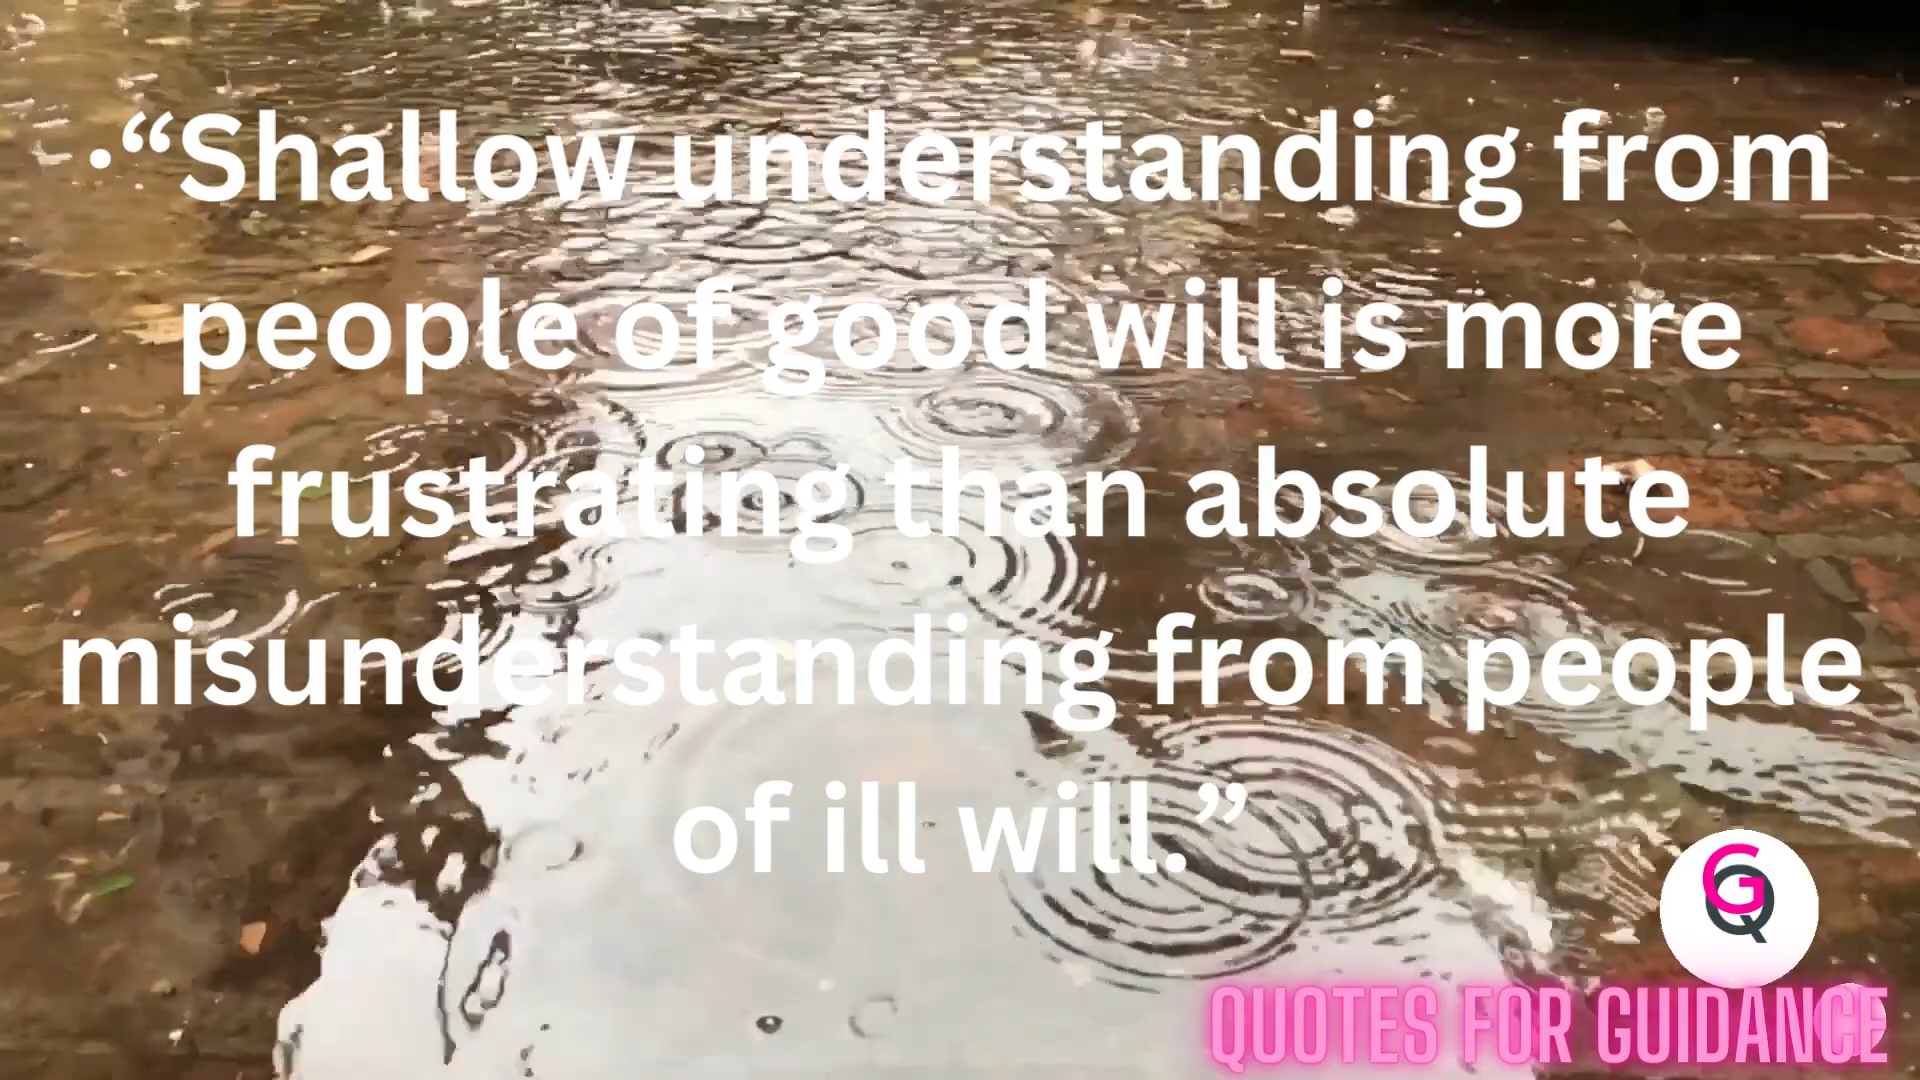 ·“Shallow understanding from
people of good will is more
frustrating than absolute
misunderstanding from people
of ill will.”
GQ
QUOTES FOR GUIDANCE